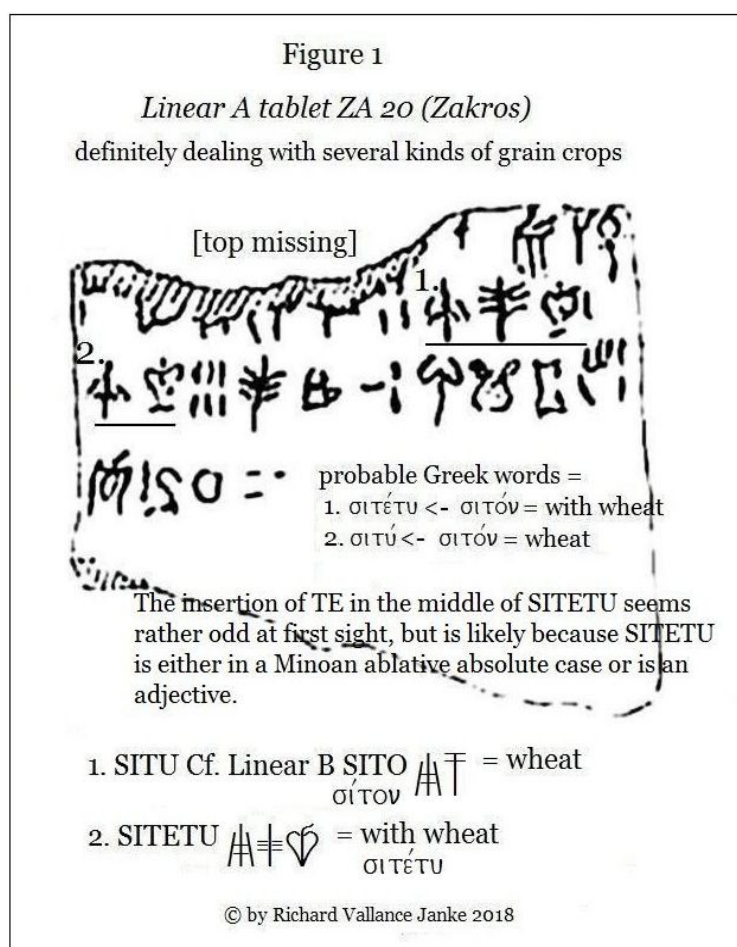 Figure 1
Linear A tablet ZA 20 (Zakros)
definitely dealing with several kinds of grain crops
[top missing]
1.
2.
probable Greek words =
1. σιτέτυ <- σιτόν = with wheat
2. σιτύ <- σιτόν = wheat
The insertion of TE in the middle of SITETU seems
rather odd at first sight, but is likely because SITETU
is either in a Minoan ablative absolute case or is an
adjective.
1. SITU Cf. Linear B SITO 𐀯𐀵 = wheat
σίτον
2. SITETU 𐀯𐀳𐀶 = with wheat
σιτέτυ
© by Richard Vallance Janke 2018